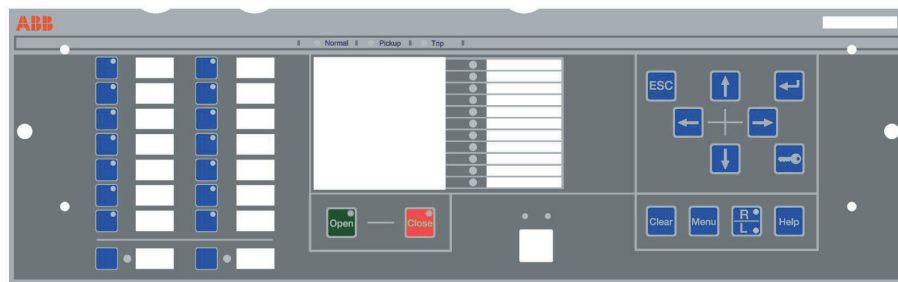 ABB
Normal Pickup Trip
ESC
Open Close
Clear Menu R L Help